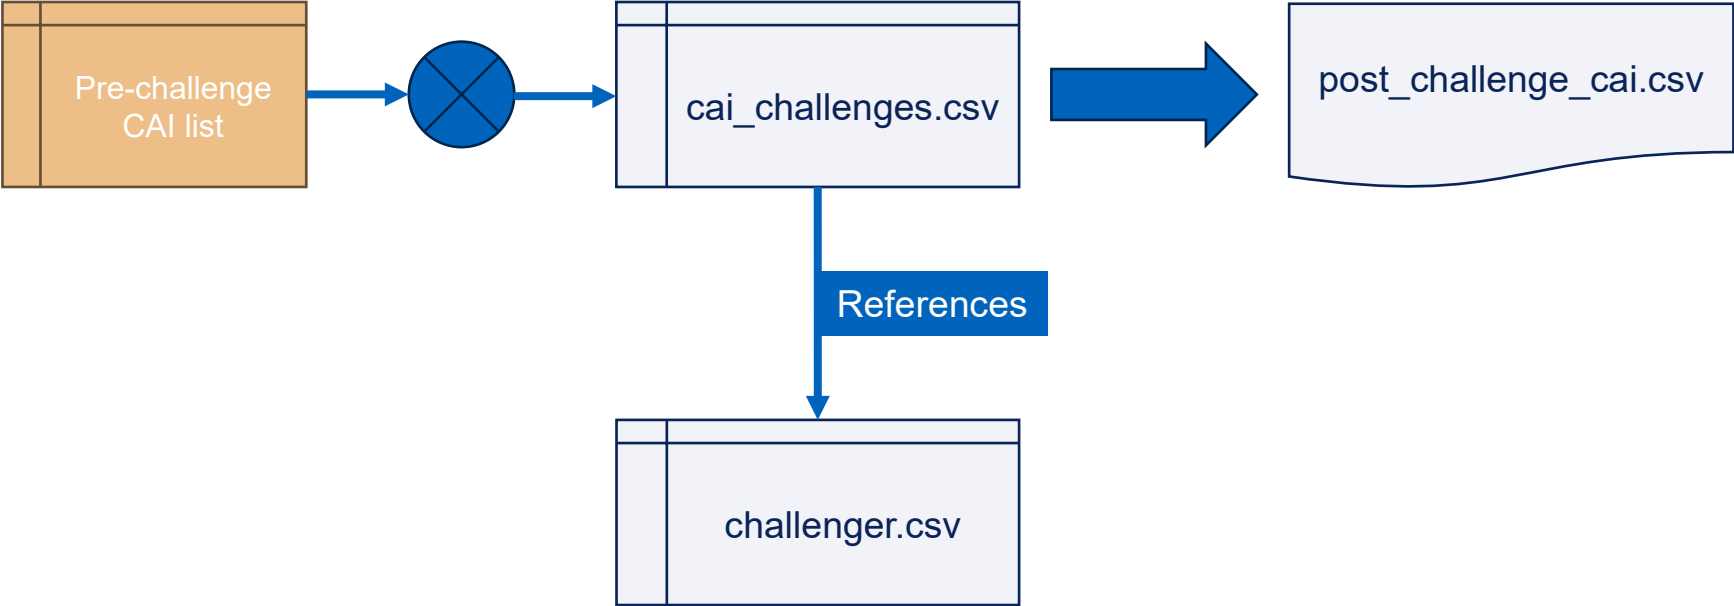 Pre-challenge
CAI list
cai_challenges.csv
post_challenge_cai.csv
References
challenger.csv